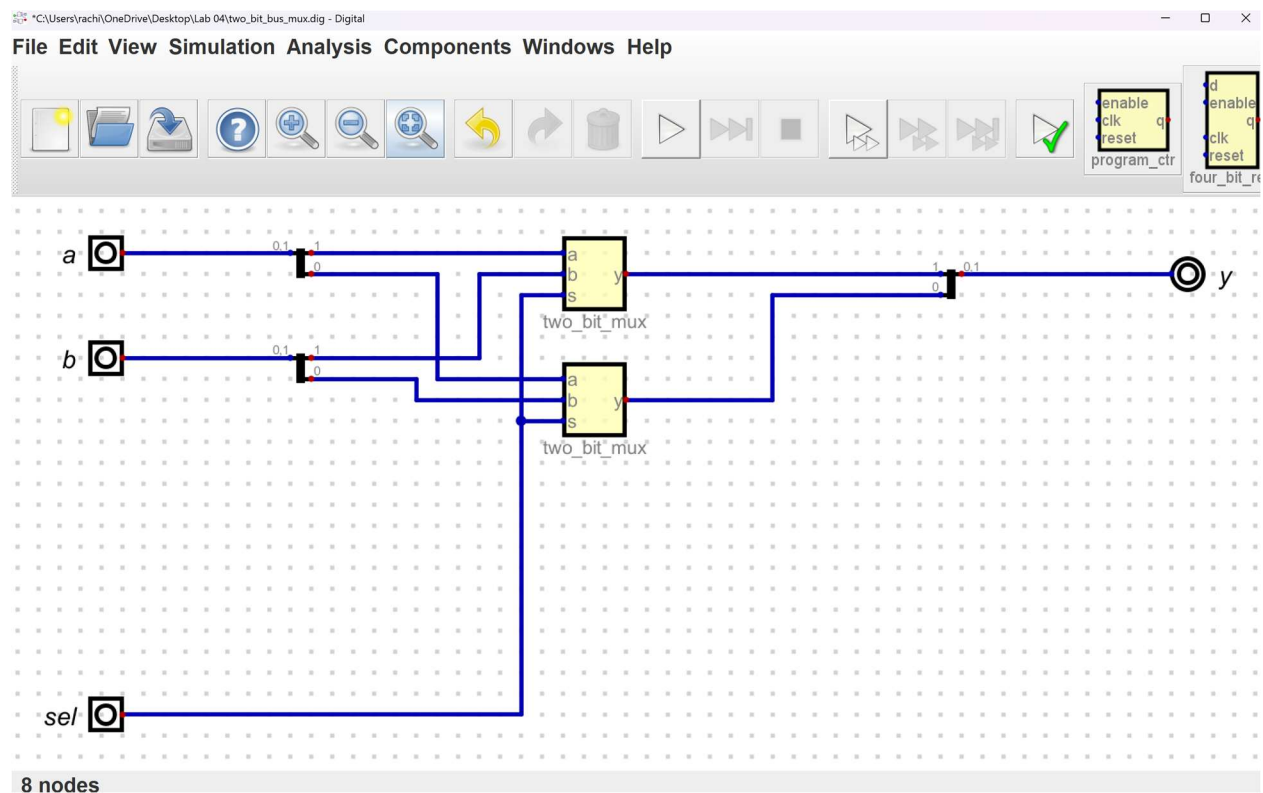 *C:\Users\rachi\OneDrive\Desktop\Lab 04\two_bit_bus_mux.dig - Digital
File Edit View Simulation Analysis Components Windows Help
enable
clk q
reset
program_ctr
d
enable
q
clk
reset
four_bit_re
a
0,1
1
0
a
b y
s
two_bit_mux
1
0
0,1
y
b
0,1
1
0
a
b y
s
two_bit_mux
sel
8 nodes